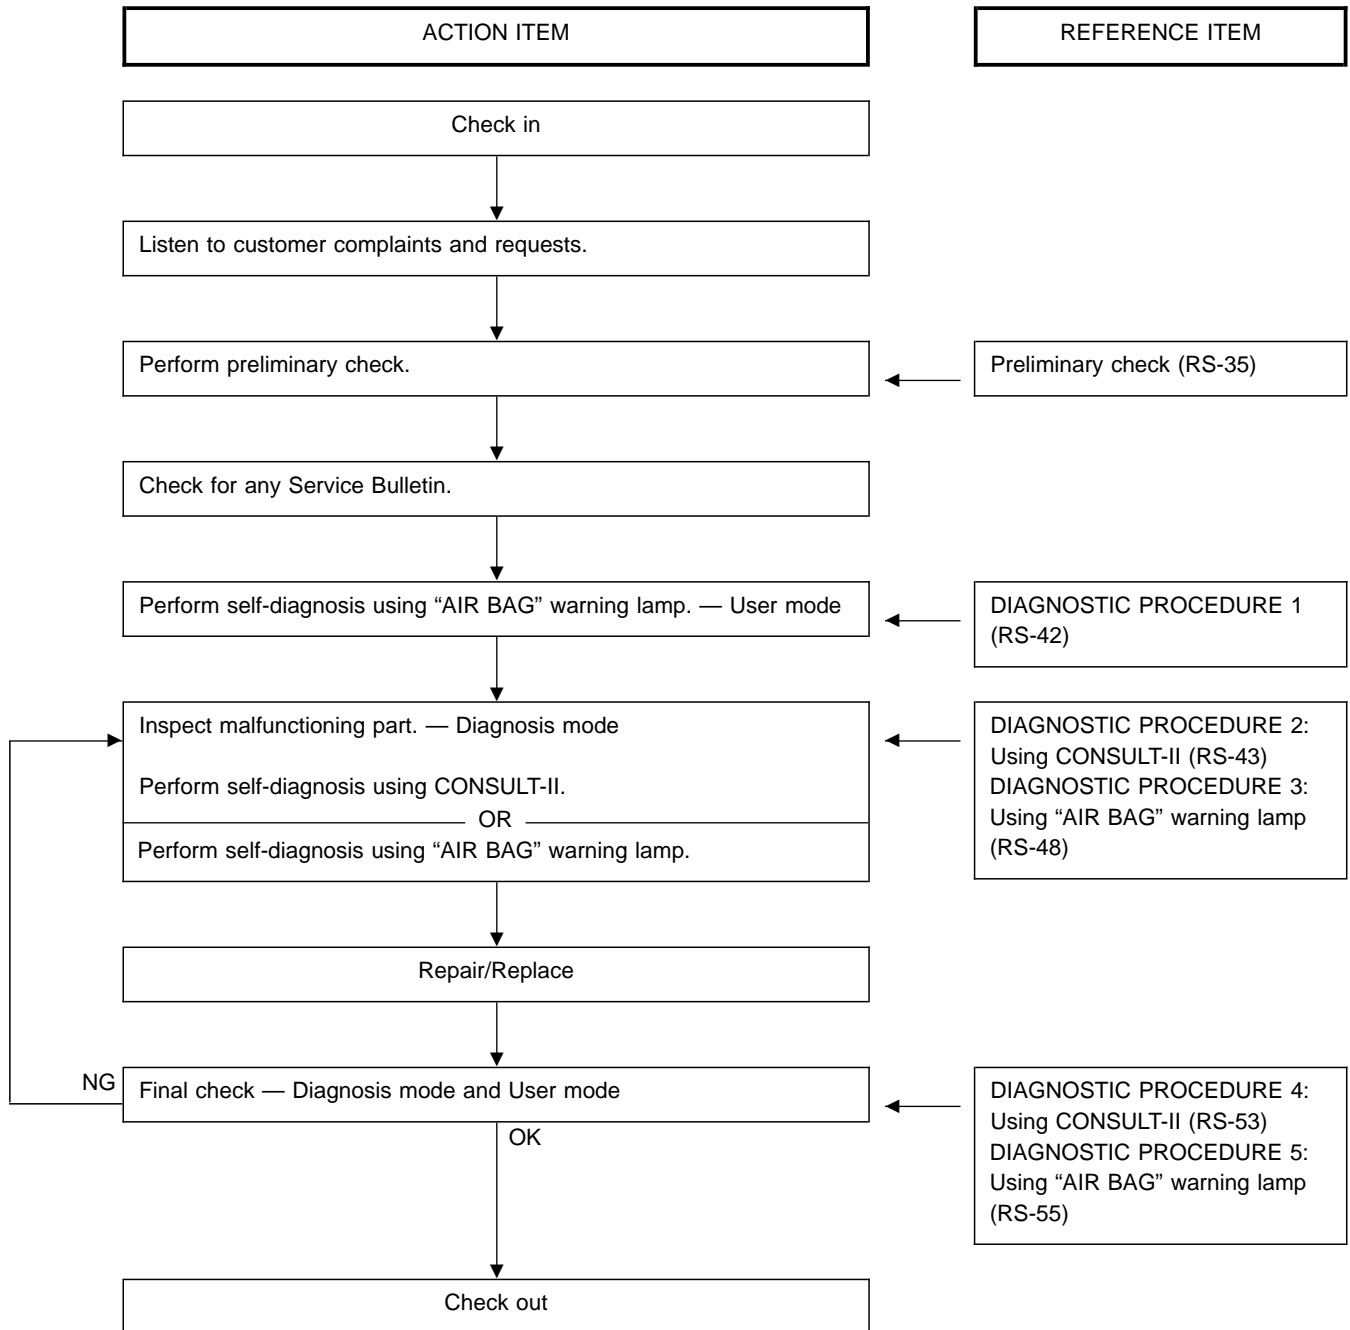 ACTION ITEM
REFERENCE ITEM
Check in
Listen to customer complaints and requests.
Perform preliminary check.
Preliminary check (RS-35)
Check for any Service Bulletin.
Perform self-diagnosis using “AIR BAG” warning lamp. — User mode
DIAGNOSTIC PROCEDURE 1
(RS-42)
Inspect malfunctioning part. — Diagnosis mode
Perform self-diagnosis using CONSULT-II.
OR
Perform self-diagnosis using “AIR BAG” warning lamp.
DIAGNOSTIC PROCEDURE 2:
Using CONSULT-II (RS-43)
DIAGNOSTIC PROCEDURE 3:
Using “AIR BAG” warning lamp
(RS-48)
Repair/Replace
NG
Final check — Diagnosis mode and User mode
OK
DIAGNOSTIC PROCEDURE 4:
Using CONSULT-II (RS-53)
DIAGNOSTIC PROCEDURE 5:
Using “AIR BAG” warning lamp
(RS-55)
Check out